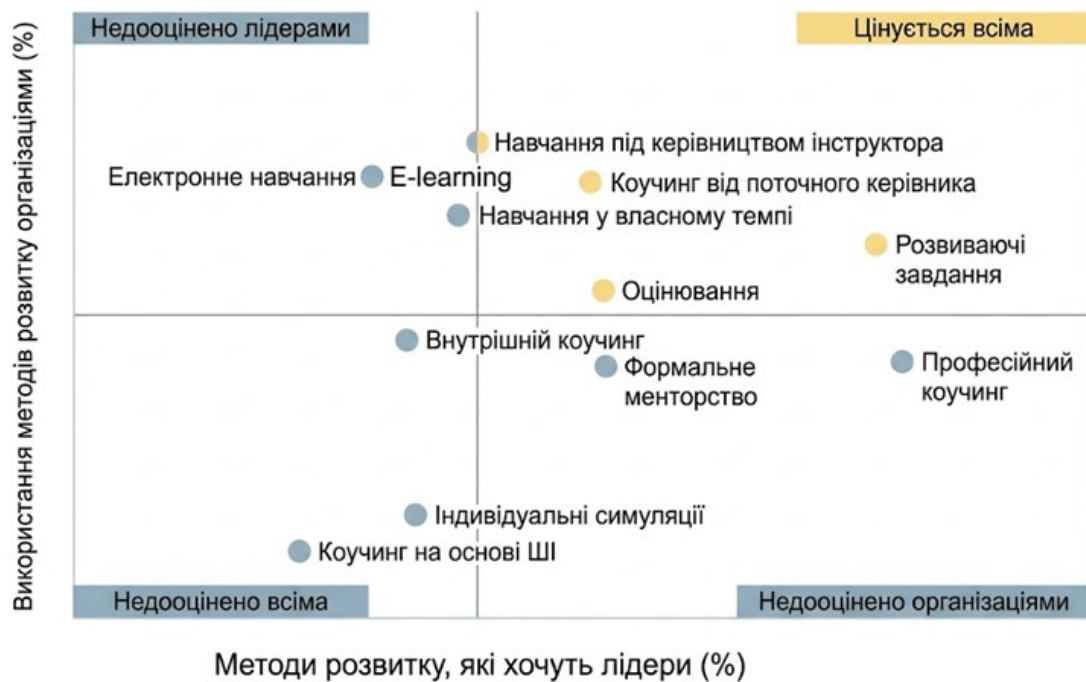 Недооцінено лідерами
Цінується всіма
Використання методів розвитку організаціями (%)
Навчання під керівництвом інструктора
Електронне навчання
E-learning
Коучинг від поточного керівника
Навчання у власному темпі
Розвиваючі
завдання
Оцінювання
Внутрішній коучинг
Формальне
менторство
Професійний
коучинг
Індивідуальні симуляції
Коучинг на основі ШІ
Недооцінено всіма
Недооцінено організаціями
Методи розвитку, які хочуть лідери (%)